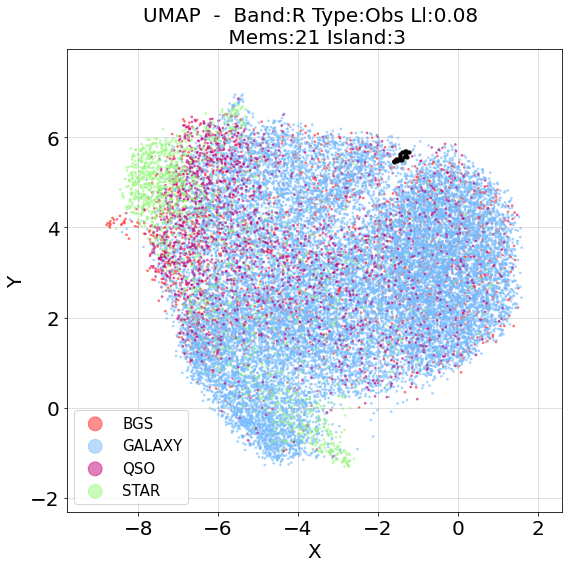 UMAP  -  Band:R Type:Obs Ll:0.08
Mems:21 Island:3
Y
6
4
2
0
−2
BGS
GALAXY
QSO
STAR
−8 −6 −4 −2 0 2
X